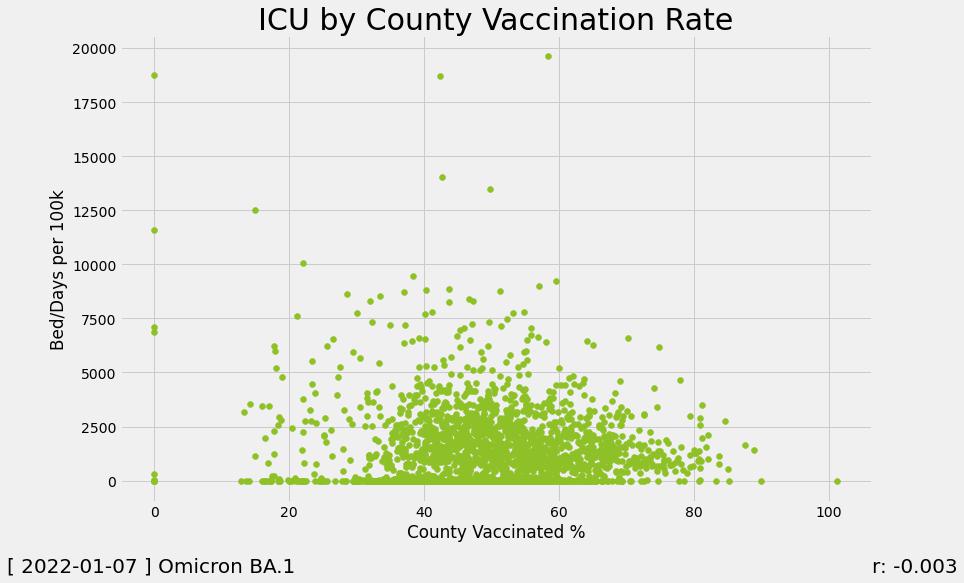 ICU by County Vaccination Rate
20000
17500
15000
12500
10000
7500
5000
2500
0
Bed/Days per 100k
0 20 40 60 80 100
County Vaccinated %
[ 2022-01-07 ] Omicron BA.1 r: -0.003